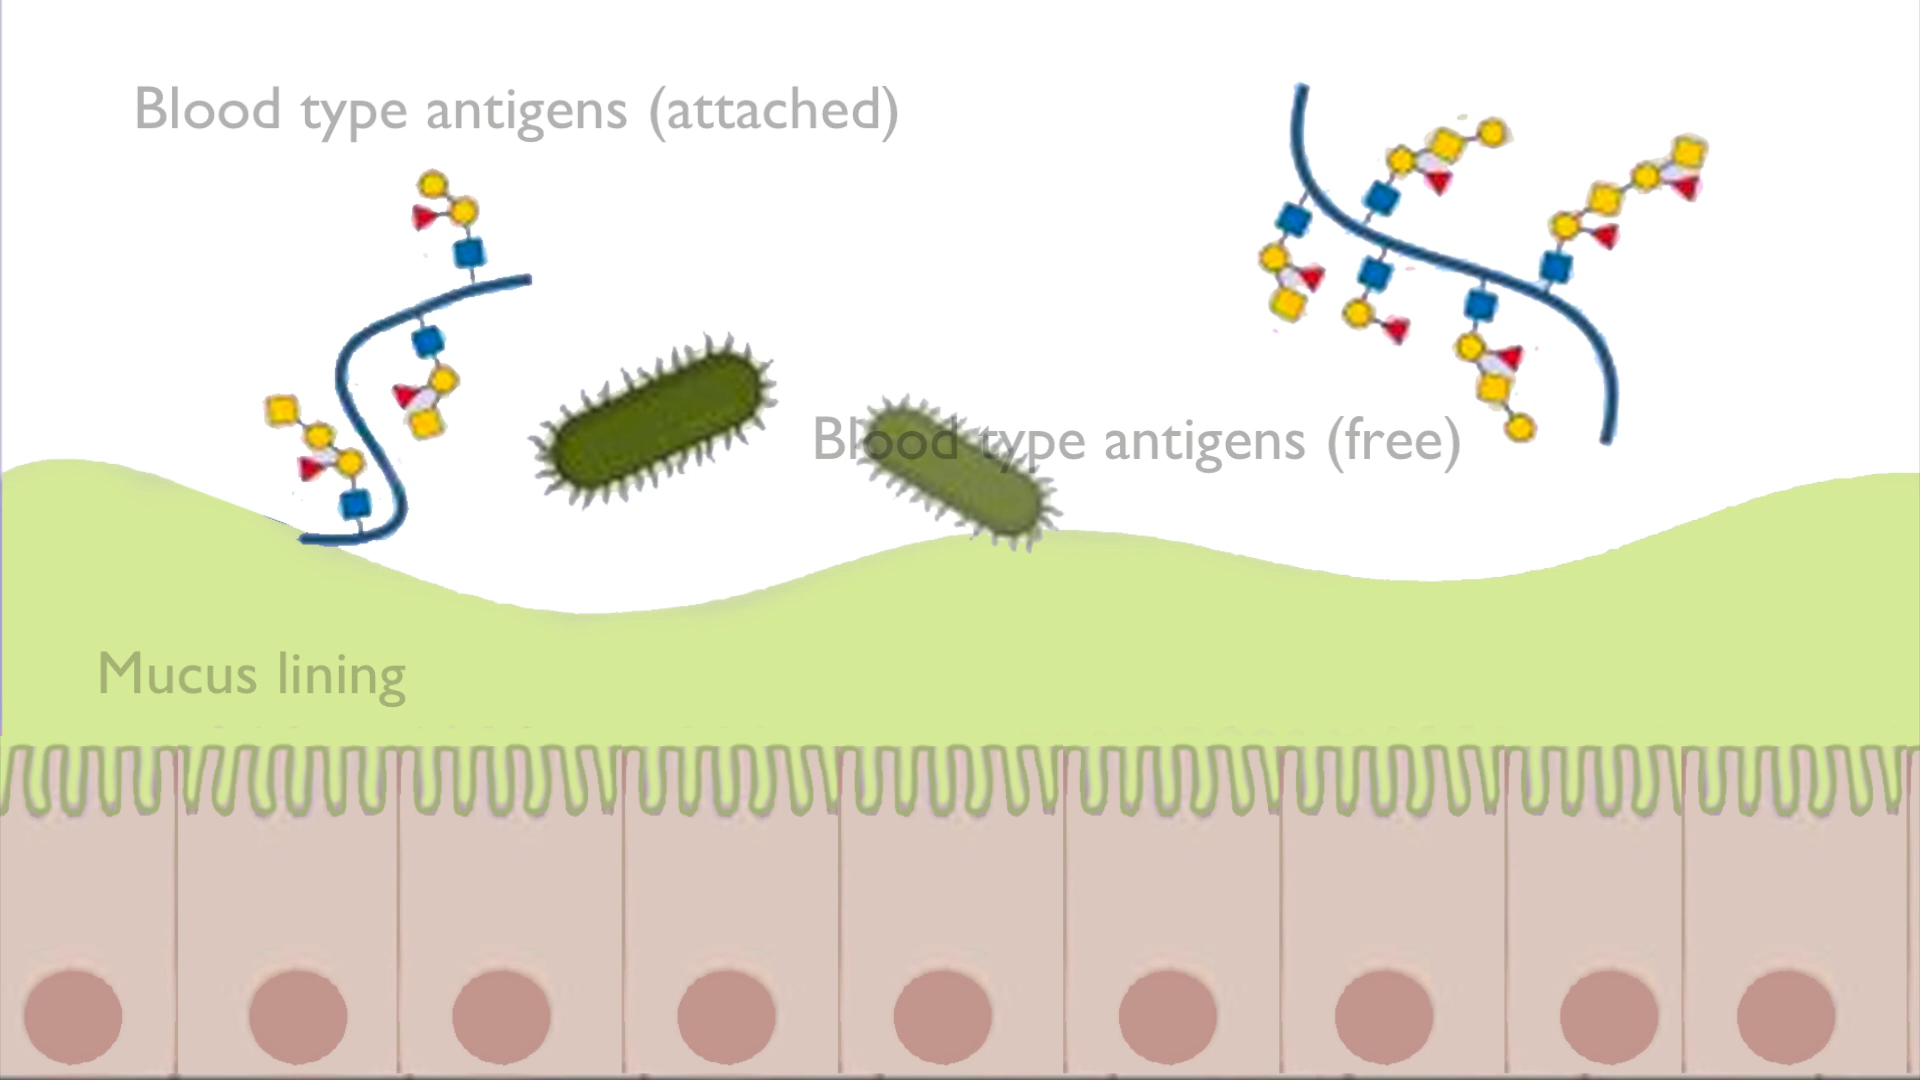 Blood type antigens (attached)
Blood type antigens (free)
Mucus lining